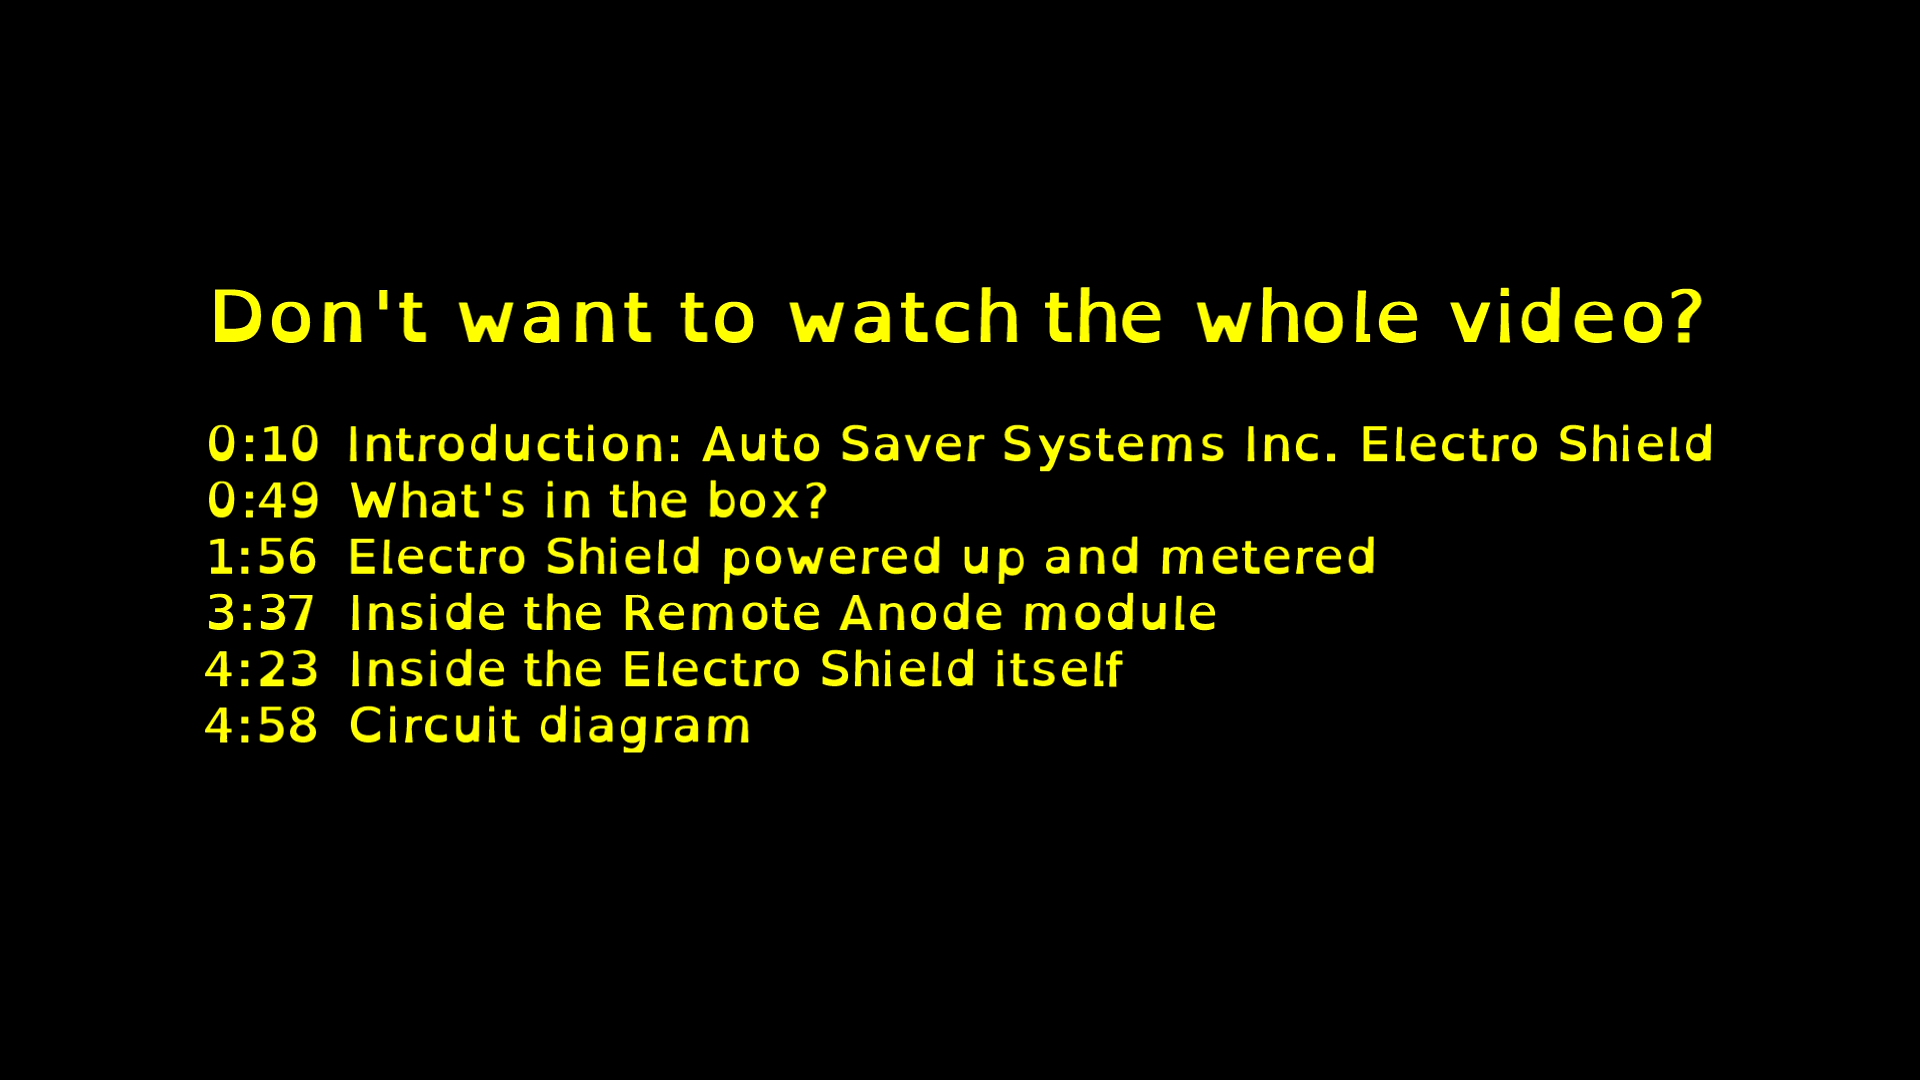 Don't want to watch the whole video?
0:10 Introduction: Auto Saver Systems Inc. Electro Shield
0:49 What's in the box?
1:56 Electro Shield powered up and metered
3:37 Inside the Remote Anode module
4:23 Inside the Electro Shield itself
4:58 Circuit diagram